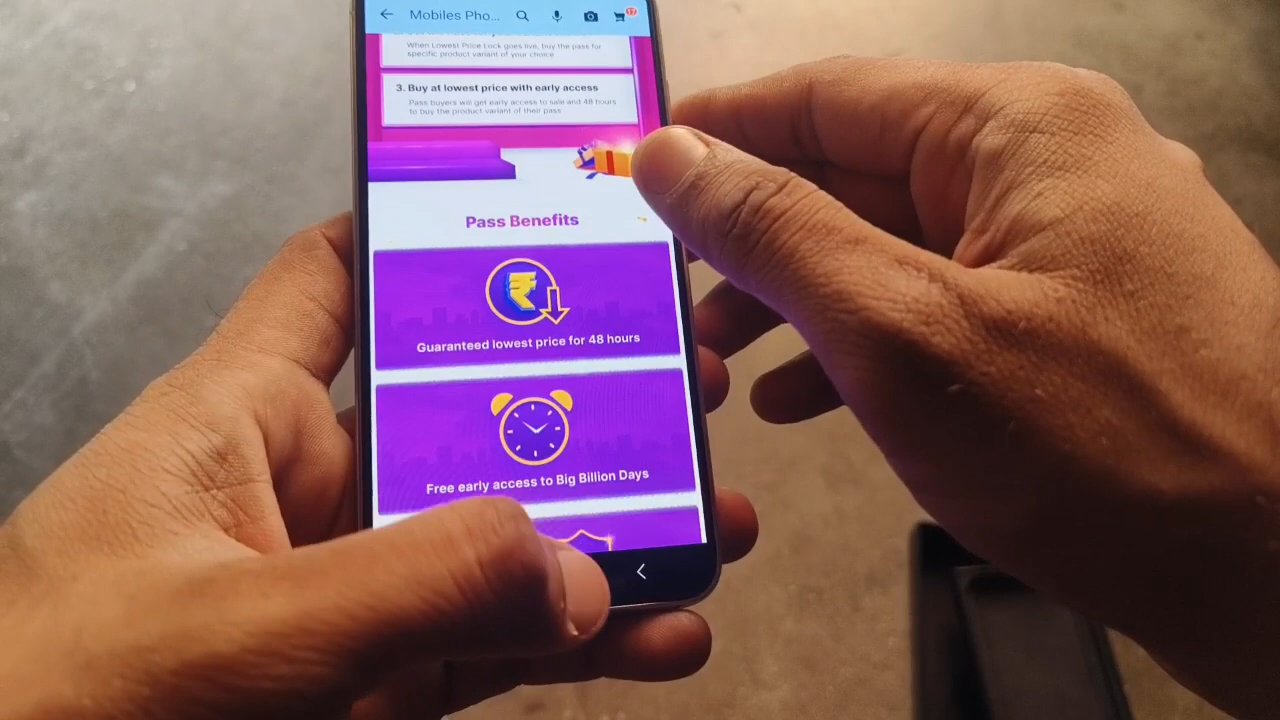 Mobiles Pho...
17
When Lowest Price Lock goes live, buy the pass for
specific product variant of your choice
3. Buy at lowest price with early access
Pass buyers will get early access to sale and 48 hours
to buy the product variant of their pass
Pass Benefits
₹
Guaranteed lowest price for 48 hours
Free early access to Big Billion Days